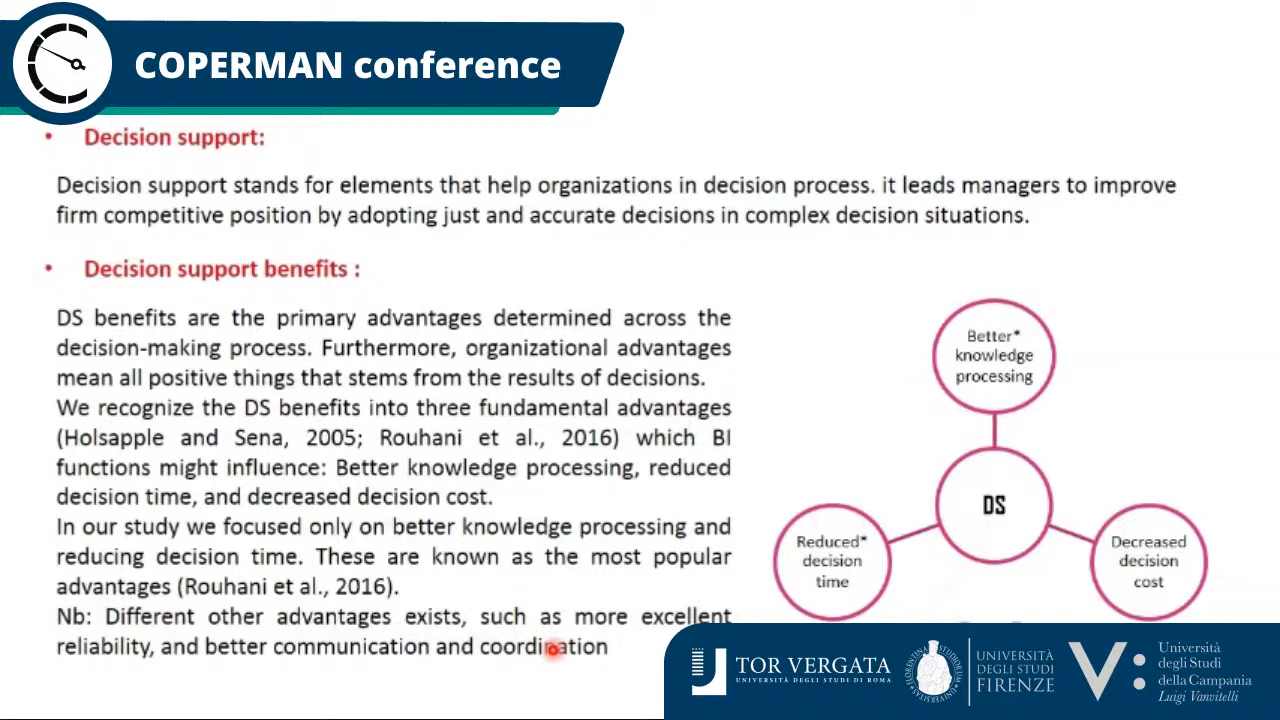 COPERMAN conference
• Decision support:
Decision support stands for elements that help organizations in decision process. it leads managers to improve
firm competitive position by adopting just and accurate decisions in complex decision situations.
• Decision support benefits :
DS benefits are the primary advantages determined across the
decision-making process. Furthermore, organizational advantages
mean all positive things that stems from the results of decisions.
We recognize the DS benefits into three fundamental advantages
(Holsapple and Sena, 2005; Rouhani et al., 2016) which BI
functions might influence: Better knowledge processing, reduced
decision time, and decreased decision cost.
In our study we focused only on better knowledge processing and
reducing decision time. These are known as the most popular
advantages (Rouhani et al., 2016).
Nb: Different other advantages exists, such as more excellent
reliability, and better communication and coordination
Better*
knowledge
processing
DS
Reduced*
decision
time
Decreased
decision
cost
TOR VERGATA
UNIVERSITÀ DEGLI STUDI DI ROMA
UNIVERSITÀ
DEGLI STUDI
FIRENZE
V:
Università
degli Studi
della Campania
Luigi Vanvitelli